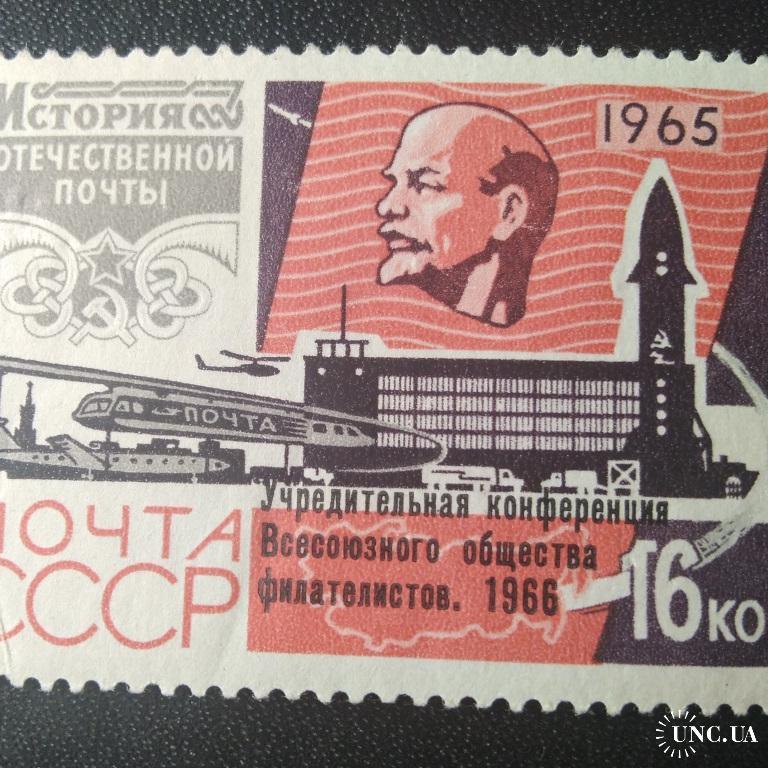 История
ОТЕЧЕСТВЕННОЙ
ПОЧТЫ
1965
ПОЧТА
ПОЧТА
СССР
Учредительная конференция
Всесоюзного общества
филателистов. 1966
16 ко
UNC.UA